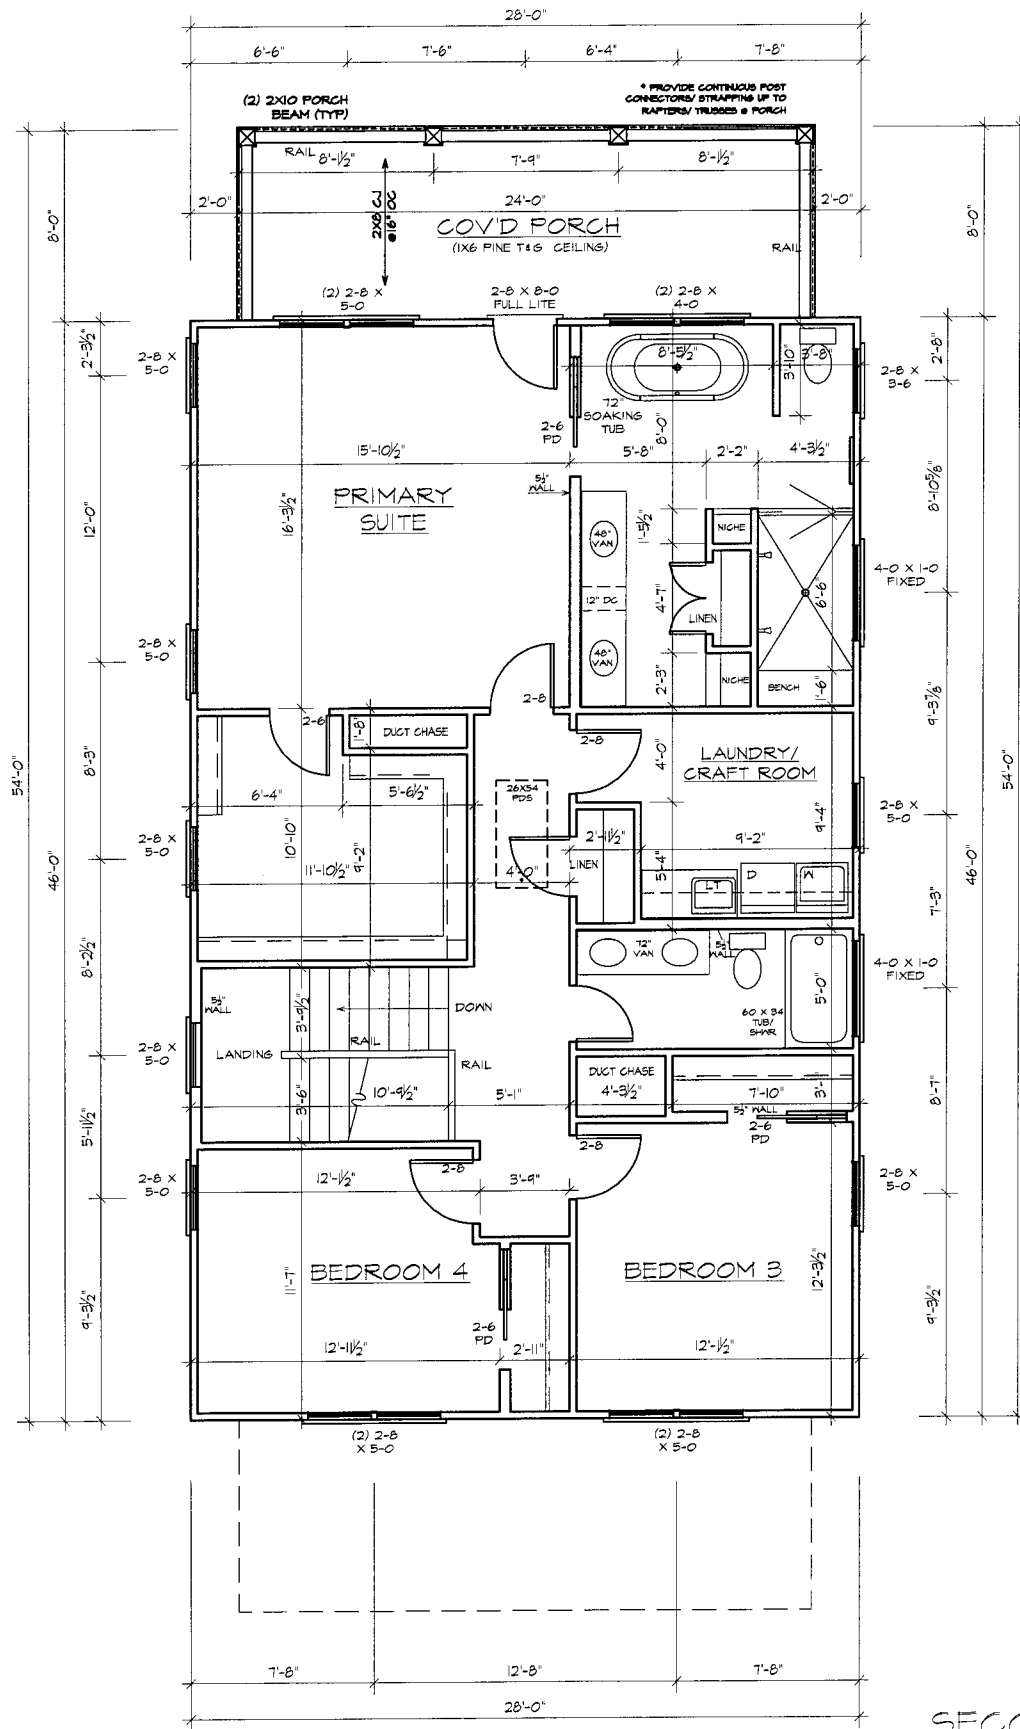 28'-0"
6'-6" 7'-6" 6'-4" 7'-8"
(2) 2X10 PORCH
BEAM (TYP)
* PROVIDE CONTINUOUS POST
CONNECTORS/ STRAPPING UP TO
RAFTERS/ TRUSSES @ PORCH
RAIL
8'-1½" 7'-9" 8'-1½"
2'-0" 24'-0" 2'-0"
2X8 CJ
@16" OC
COV'D PORCH
(1X6 PINE T&G CEILING)
RAIL
8'-0"
8'-0"
(2) 2-8 X
5-0
2-8 X 8-0
FULL LITE
(2) 2-8 X
4-0
2'-3½"
2-8 X
5-0
8'-5½"
3'-10"
3'-8"
2-8 X
3-6
2'-8"
72"
SOAKING
TUB
2-6
PD
8'-0"
15'-10½"
5'-8" 2'-2" 4'-3½"
5½"
WALL
PRIMARY
SUITE
16'-3½"
12'-0"
8'-10⅝"
48"
VAN
1'-5½"
NICHE
4-0 X 1-0
FIXED
12" DC
4'-7"
LINEN
6'-6"
48"
VAN
2-8 X
5-0
2'-3"
NICHE
BENCH
1'-6"
2-8
9'-3⅞"
2-6
1'-8"
DUCT CHASE
2-8
4'-0"
LAUNDRY/
CRAFT ROOM
54'-0"
8'-3"
54'-0"
6'-4" 5'-6½"
26X54
PDS
2-8 X
5-0
10'-10"
9'-2"
2'-11½"
9'-2"
9'-4"
2-8 X
5-0
46'-0"
11'-10½"
4'-0"
LINEN
5'-4"
LT
D
W
7'-3"
46'-0"
8'-2½"
72"
VAN
5½"
WALL
4-0 X 1-0
FIXED
5½"
WALL
3'-9½"
DOWN
5'-0"
60 X 34
TUB/
SHWR
2-8 X
5-0
LANDING
RAIL
RAIL
DUCT CHASE
3'-6"
10'-9½"
5'-1"
4'-3½"
7'-10"
8'-7"
5'-11½"
5½" WALL
2-6
PD
2-8
2-8
2-8 X
5-0
12'-1½"
3'-9"
2-8 X
5-0
11'-7"
BEDROOM 4
BEDROOM 3
12'-3½"
9'-3½"
9'-3½"
2-6
PD
12'-11½"
2'-11"
12'-1½"
(2) 2-8
X 5-0
(2) 2-8
X 5-0
7'-8" 12'-8" 7'-8"
28'-0"